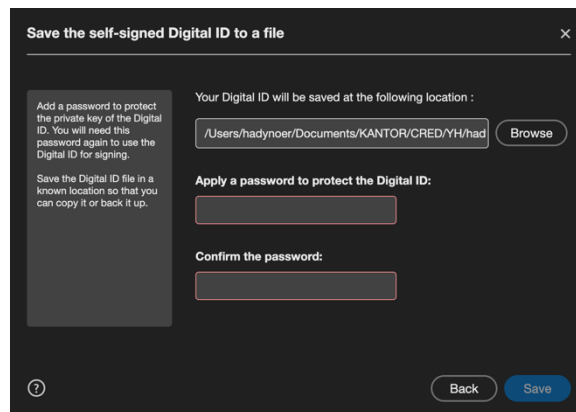 Save the self-signed Digital ID to a file
Add a password to protect
the private key of the Digital
ID. You will need this
password again to use the
Digital ID for signing.
Save the Digital ID file in a
known location so that you
can copy it or back it up.
Your Digital ID will be saved at the following location :
/Users/hadynoer/Documents/KANTOR/CRED/YH/had
Browse
Apply a password to protect the Digital ID:
Confirm the password:
?
Back
Save